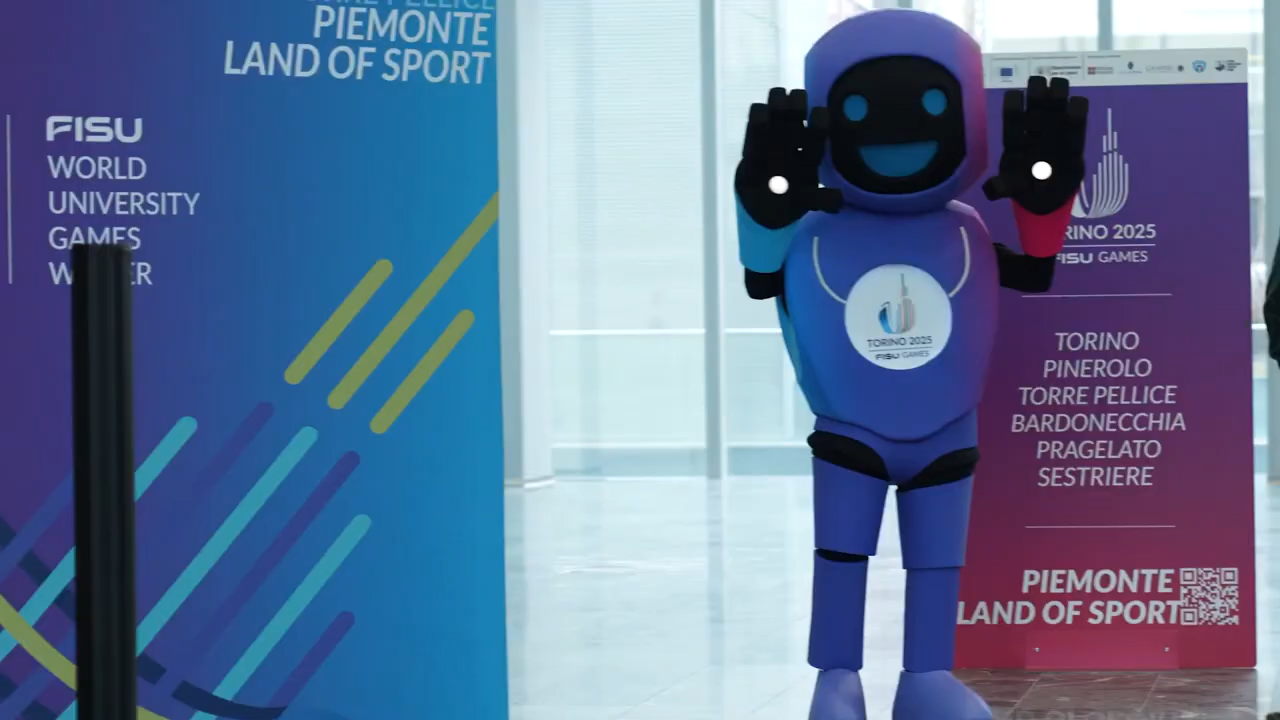 PIEMONTE
LAND OF SPORT
FISU
WORLD
UNIVERSITY
GAMES
TORINO 2025
FISU GAMES
RINO 2025
FISU GAMES
TORINO
PINEROLO
TORRE PELLICE
BARDONECCHIA
PRAGELATO
SESTRIERE
PIEMONTE
LAND OF SPORT